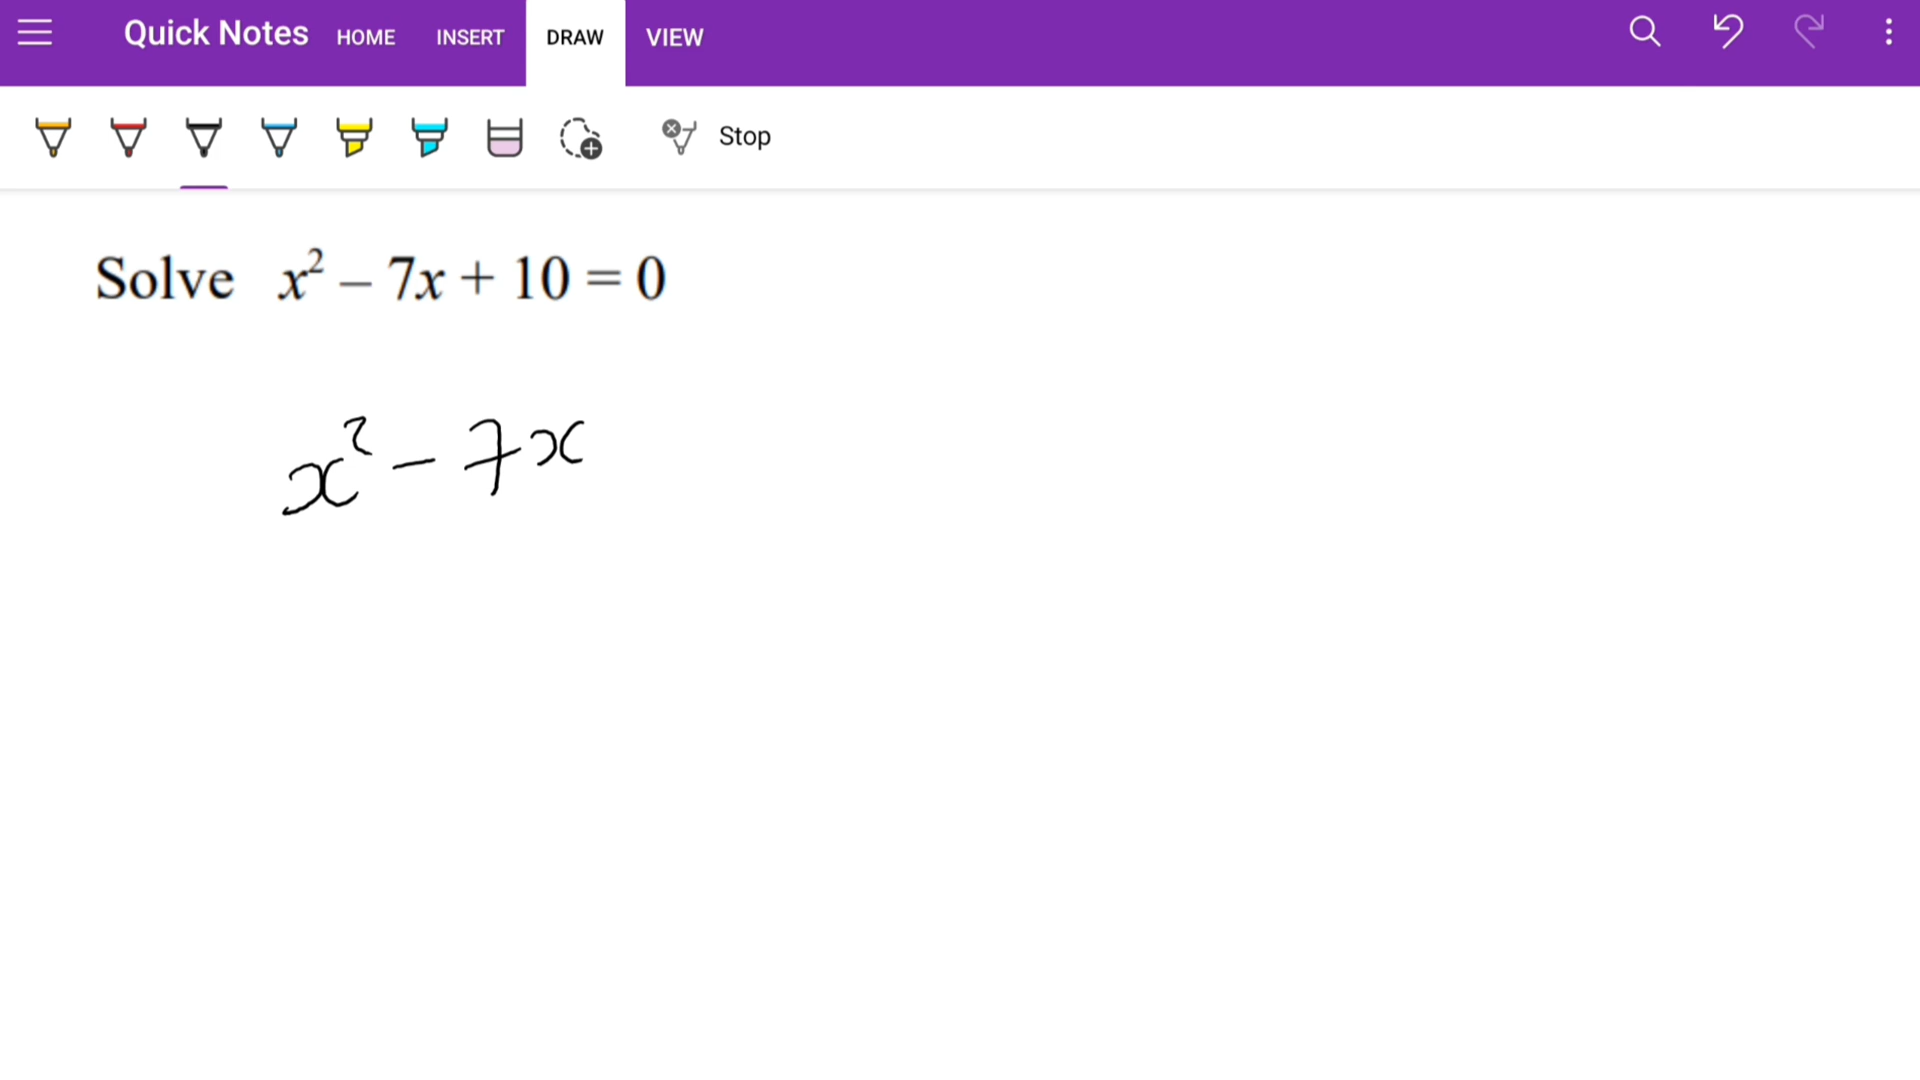 Quick Notes HOME INSERT DRAW VIEW
Stop
Solve x² – 7x + 10 = 0
x² – 7x